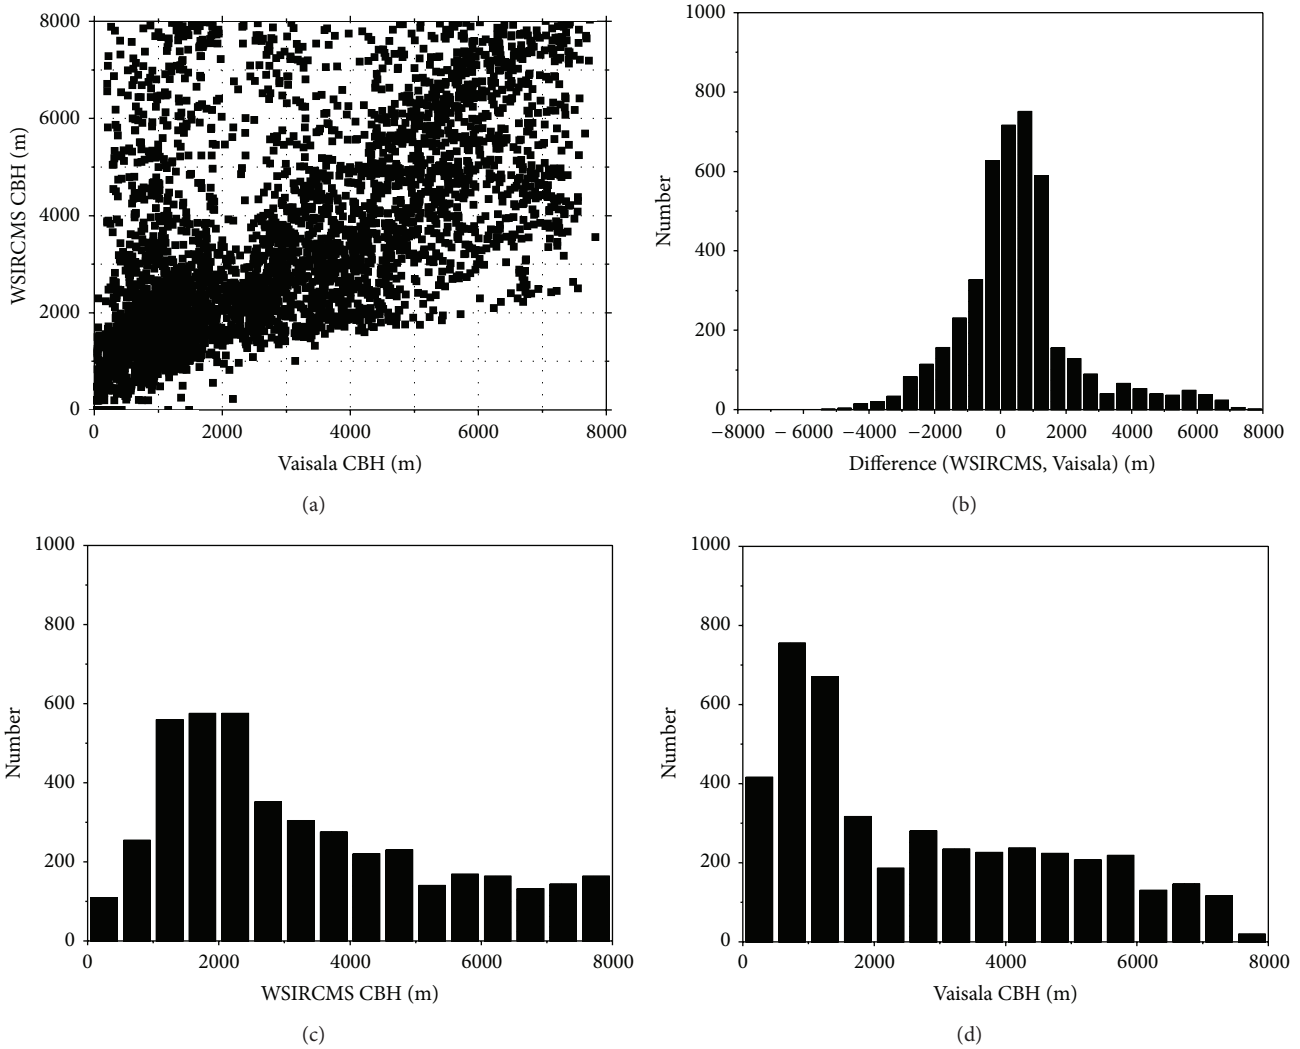 8000
6000
4000
2000
0
WSIRCMS CBH (m)
0 2000 4000 6000 8000
Vaisala CBH (m)
(a)
1000
800
600
400
200
0
Number
−8000 −6000 −4000 −2000 0 2000 4000 6000 8000
Difference (WSIRCMS, Vaisala) (m)
(b)
1000
800
600
400
200
0
Number
0 2000 4000 6000 8000
WSIRCMS CBH (m)
(c)
1000
800
600
400
200
0
Number
0 2000 4000 6000 8000
Vaisala CBH (m)
(d)